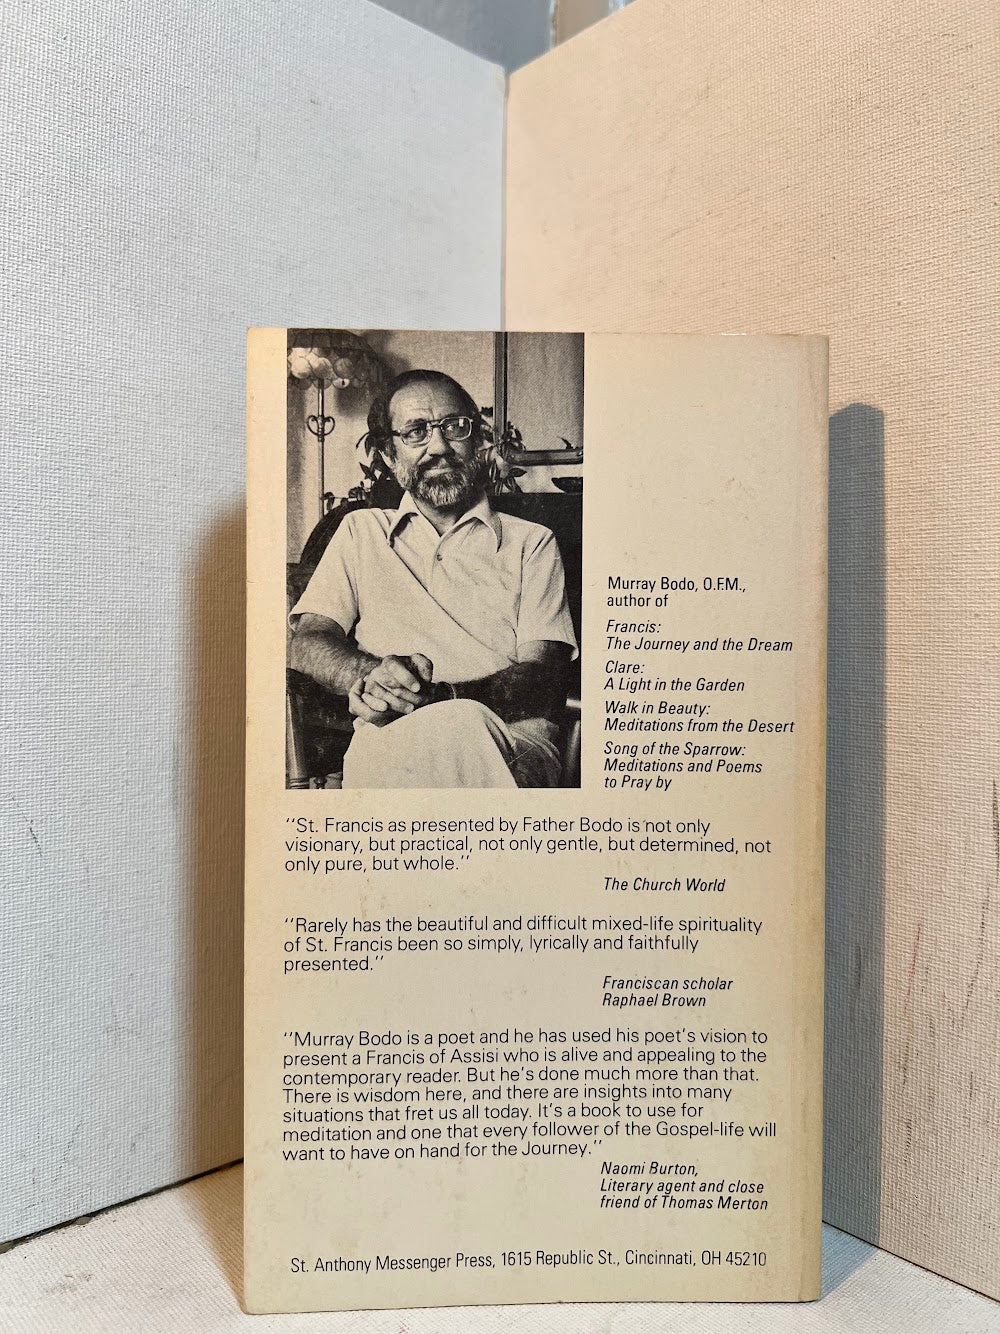 Murray Bodo, O.F.M.,
author of
Francis:
The Journey and the Dream
Clare:
A Light in the Garden
Walk in Beauty:
Meditations from the Desert
Song of the Sparrow:
Meditations and Poems
to Pray by
''St. Francis as presented by Father Bodo is not only
visionary, but practical, not only gentle, but determined, not
only pure, but whole.''
The Church World
''Rarely has the beautiful and difficult mixed-life spirituality
of St. Francis been so simply, lyrically and faithfully
presented.''
Franciscan scholar
Raphael Brown
''Murray Bodo is a poet and he has used his poet's vision to
present a Francis of Assisi who is alive and appealing to the
contemporary reader. But he's done much more than that.
There is wisdom here, and there are insights into many
situations that fret us all today. It's a book to use for
meditation and one that every follower of the Gospel-life will
want to have on hand for the Journey.''
Naomi Burton,
Literary agent and close
friend of Thomas Merton
St. Anthony Messenger Press, 1615 Republic St., Cincinnati, OH 45210